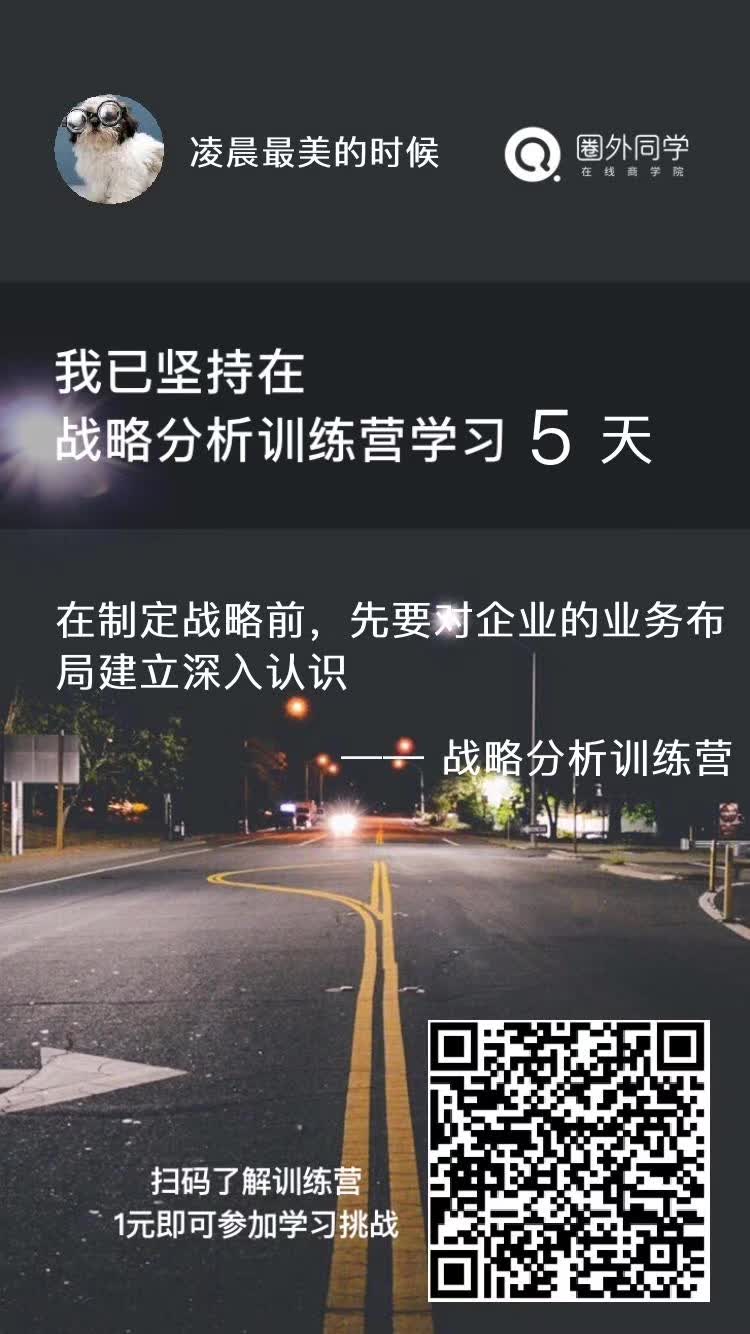 凌晨最美的时候
圈外同学
在线商学院
我已坚持在
战略分析训练营学习 5 天
在制定战略前，先要对企业的业务布
局建立深入认识
—— 战略分析训练营
扫码了解训练营
1元即可参加学习挑战